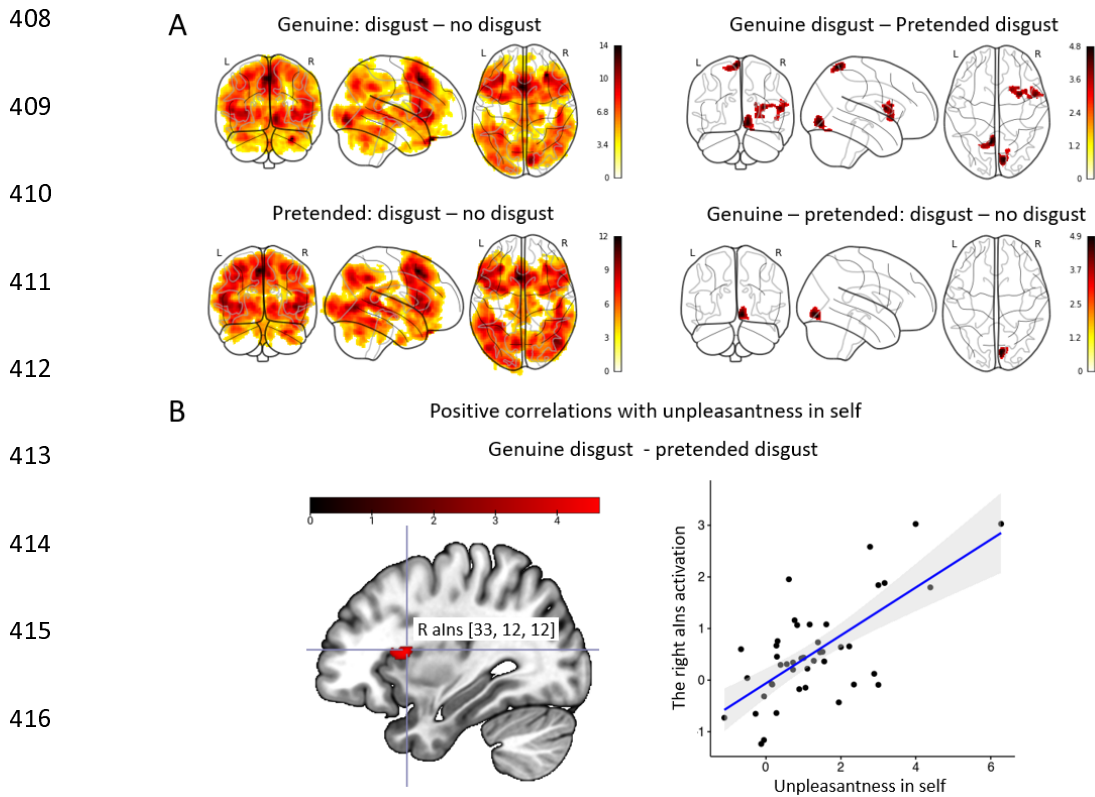 408
A
Genuine: disgust – no disgust
Genuine disgust – Pretended disgust
L R
14
10
6.8
3.4
0
L R
4.8
3.6
2.4
1.2
0
409
410
Pretended: disgust – no disgust
Genuine – pretended: disgust – no disgust
L R
12
9
6
3
0
L R
4.9
3.7
2.5
1.2
0
411
412
B
Positive correlations with unpleasantness in self
413
Genuine disgust - pretended disgust
0 1 2 3 4
414
R aIns [33, 12, 12]
415
416
The right aIns activation
3
2
1
0
1
0 2 4 6
Unpleasantness in self